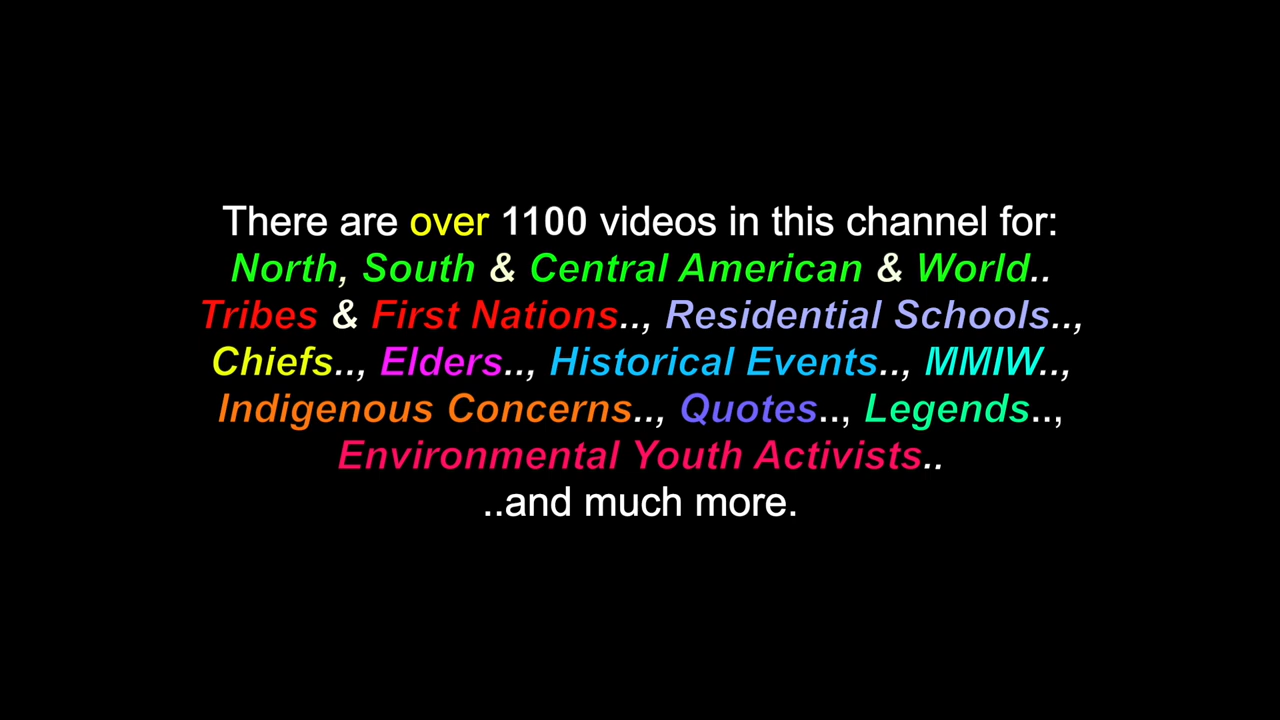 There are over 1100 videos in this channel for:
North, South & Central American & World..
Tribes & First Nations.., Residential Schools..,
Chiefs.., Elders.., Historical Events.., MMIW..,
Indigenous Concerns.., Quotes.., Legends..,
Environmental Youth Activists..
..and much more.